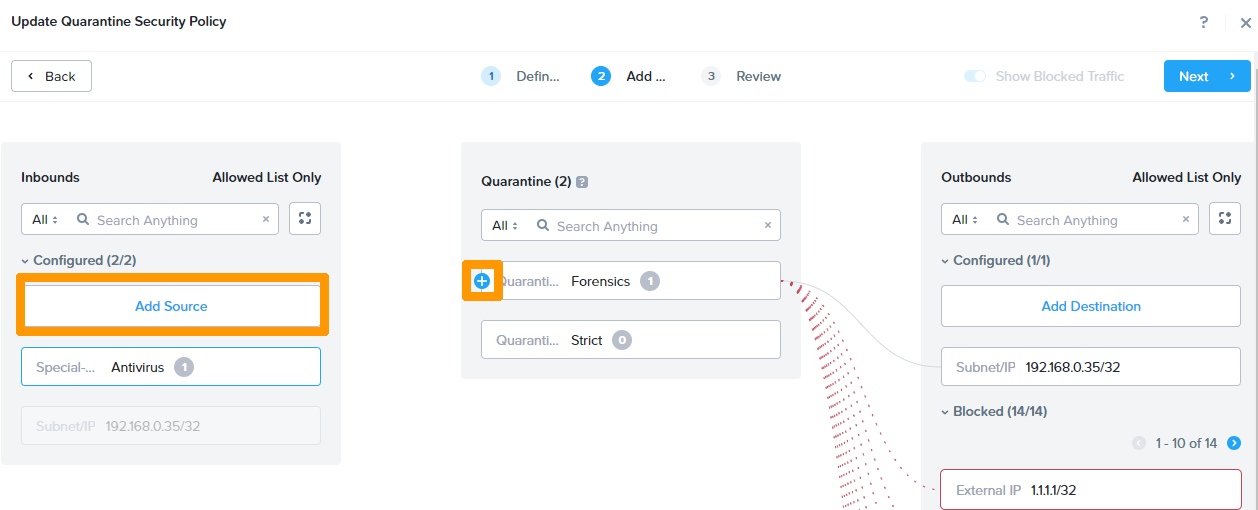 Update Quarantine Security Policy
?
Back
1 Defin...
2 Add ...
3 Review
Show Blocked Traffic
Next
Inbounds Allowed List Only
All Search Anything
Configured (2/2)
Add Source
Special-... Antivirus 1
Subnet/IP 192.168.0.35/32
Quarantine (2) ?
All Search Anything
Quaranti... Forensics 1
Quaranti... Strict 0
Outbounds Allowed List Only
All Search Anything
Configured (1/1)
Add Destination
Subnet/IP 192.168.0.35/32
Blocked (14/14)
1 - 10 of 14
External IP 1.1.1.1/32